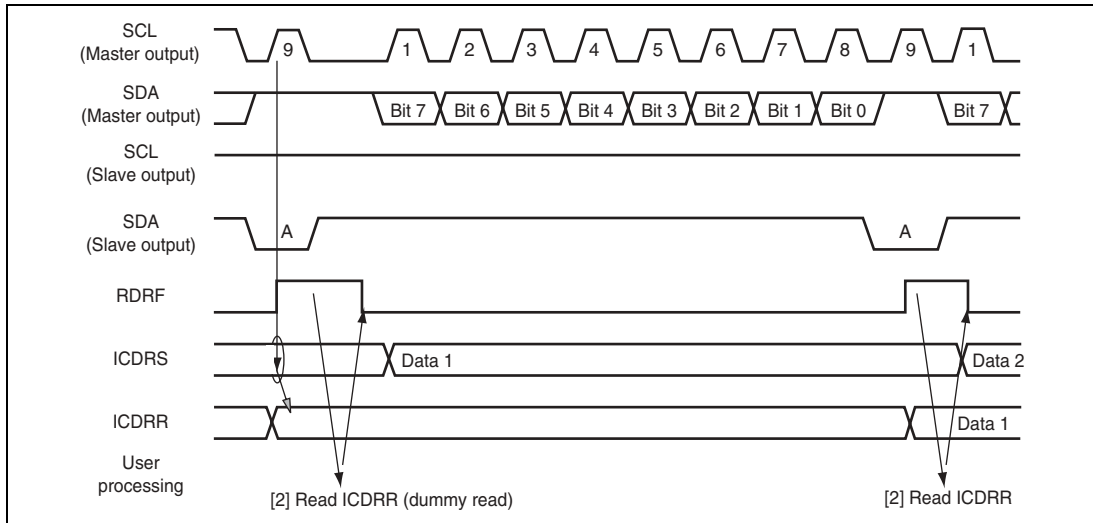 SCL
(Master output)
9 1 2 3 4 5 6 7 8 9 1
SDA
(Master output)
Bit 7 Bit 6 Bit 5 Bit 4 Bit 3 Bit 2 Bit 1 Bit 0 Bit 7
SCL
(Slave output)
SDA
(Slave output)
A A
RDRF
ICDRS
Data 1 Data 2
ICDRR
Data 1
User
processing
[2] Read ICDRR (dummy read) [2] Read ICDRR